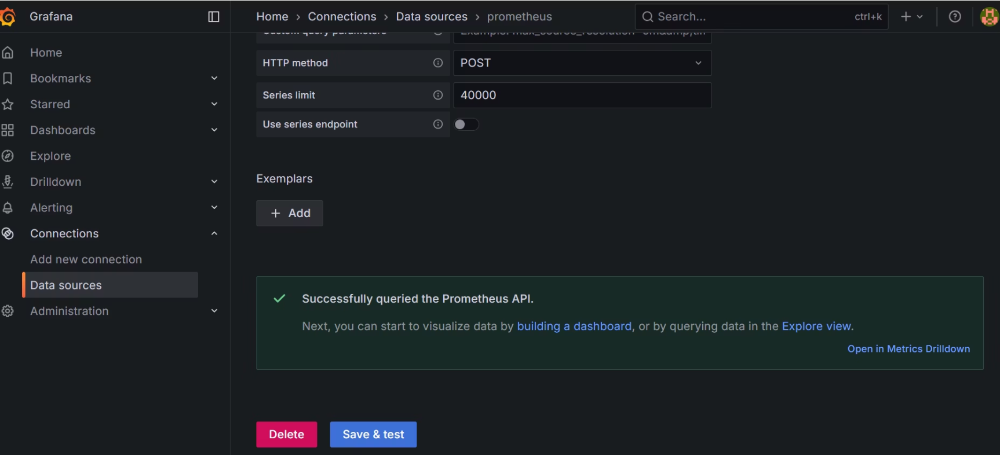 Grafana
Home › Connections › Data sources › prometheus
Search...
ctrl+k
Home
Bookmarks
Starred
Dashboards
Explore
Drilldown
Alerting
Connections
Add new connection
Data sources
Administration
Custom query parameters
HTTP method
POST
Series limit
40000
Use series endpoint
Exemplars
+ Add
Successfully queried the Prometheus API.
Next, you can start to visualize data by building a dashboard, or by querying data in the Explore view.
Open in Metrics Drilldown
Delete
Save & test